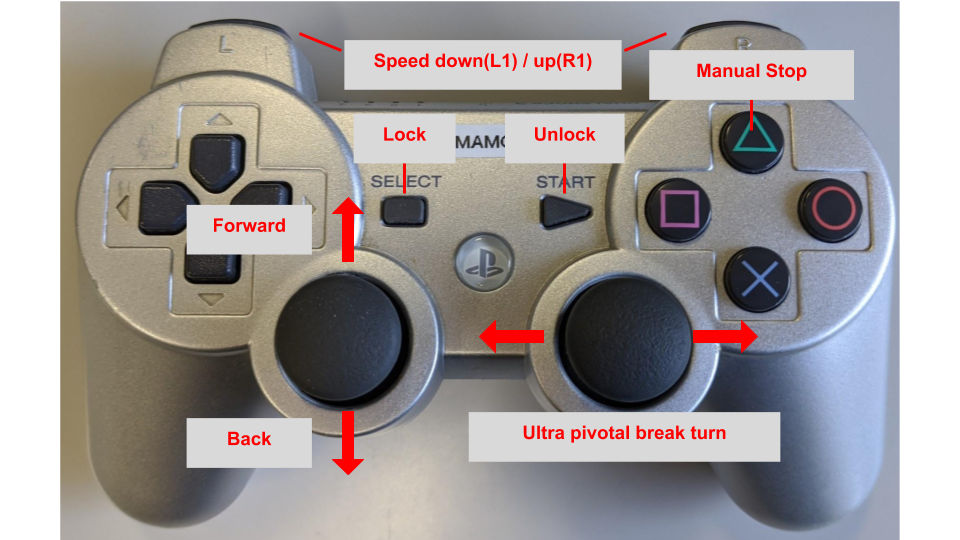 L
Speed down(L1) / up(R1)
R
Manual Stop
Lock
MAMO
Unlock
SELECT
START
Forward
Back
Ultra pivotal break turn